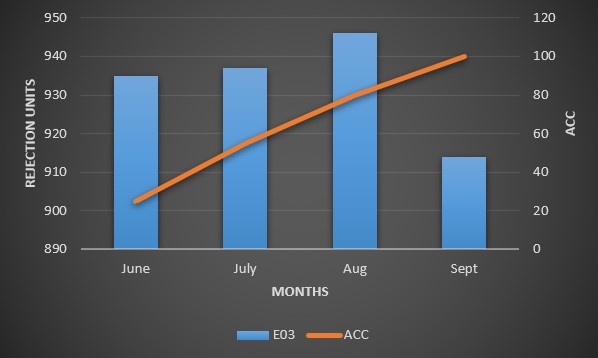 950 120
940 100
930 80
920 60
910 40
900 20
890 0
REJECTION UNITS
ACC
June July Aug Sept
MONTHS
E03 ACC